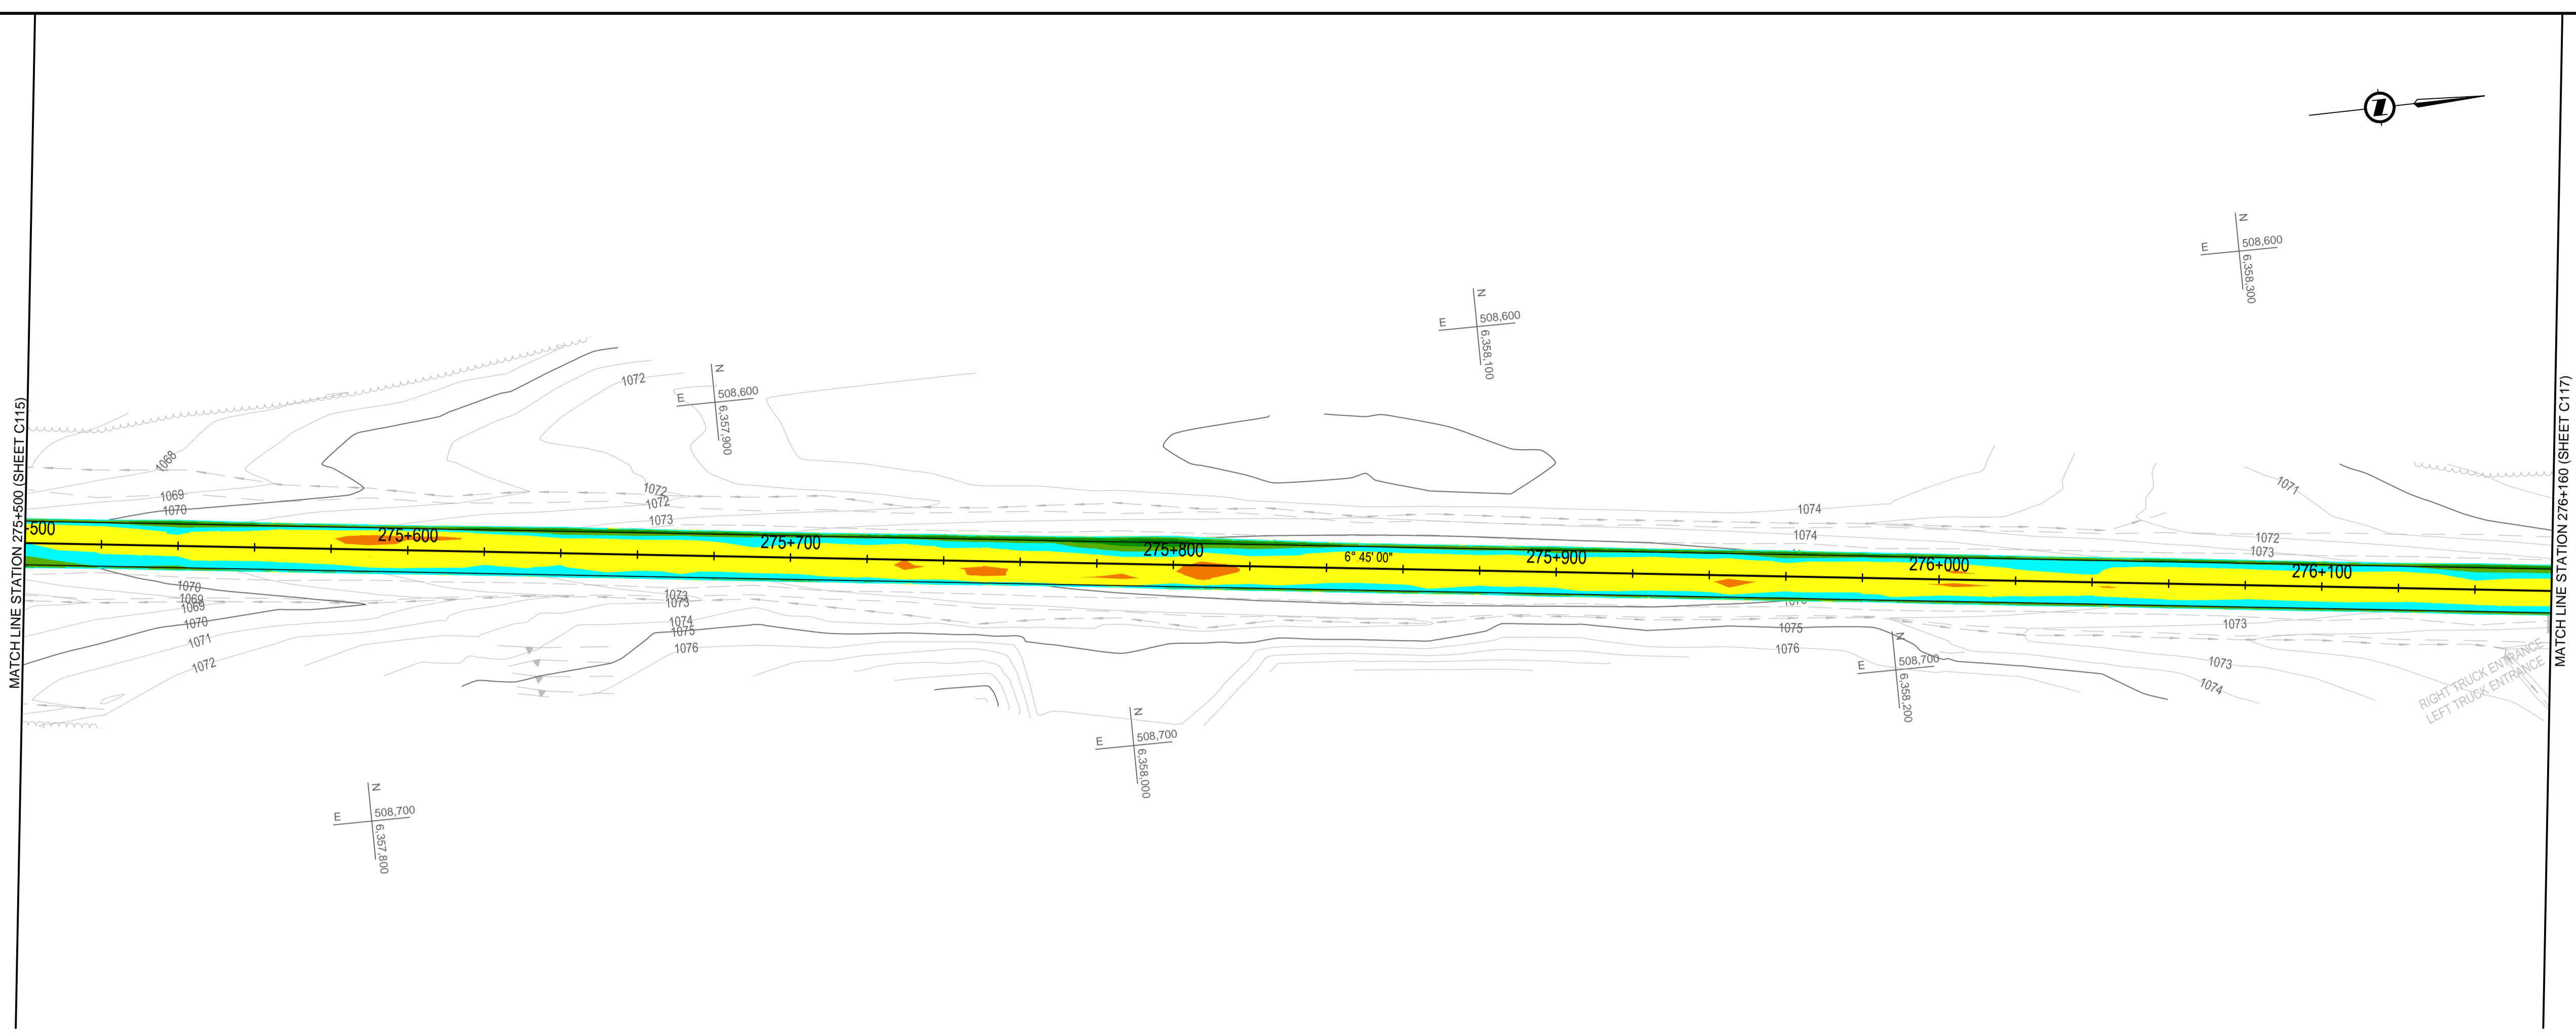 MATCH LINE STATION 275+500 (SHEET C115)
MATCH LINE STATION 276+160 (SHEET C117)
N
E
508,600
6,358,300
N
E
508,600
6,358,100
N
E
508,600
6,357,900
1072
1068
1069
1070
1072
1072
1073
1074
1074
1071
1072
1073
-500
275+600
275+700
275+800
6° 45' 00"
275+900
276+000
276+100
1070
1069
1069
1070
1071
1072
1073
1073
1074
1075
1076
1075
1076
1073
1073
1074
N
E
508,700
6,358,200
RIGHT TRUCK ENTRANCE
LEFT TRUCK ENTRANCE
N
E
508,700
6,358,000
N
E
508,700
6,357,800